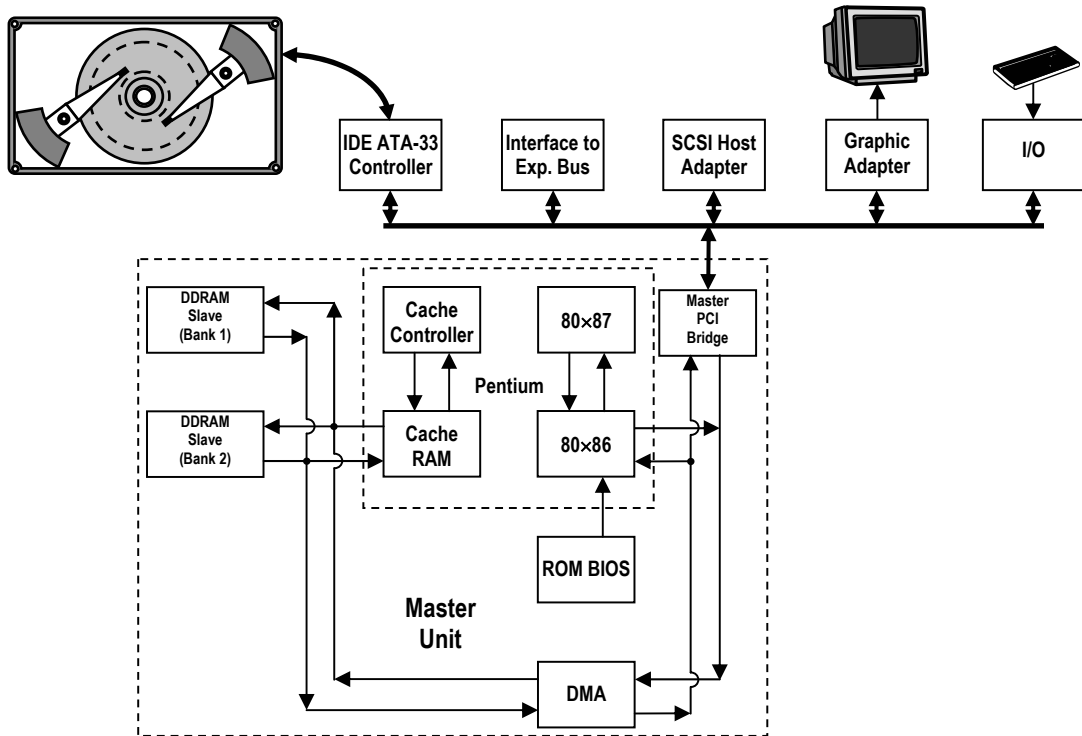 IDE ATA-33
Controller
Interface to
Exp. Bus
SCSI Host
Adapter
Graphic
Adapter
I/O
DDRAM
Slave
(Bank 1)
Cache
Controller
80×87
Master
PCI
Bridge
Pentium
DDRAM
Slave
(Bank 2)
Cache
RAM
80×86
ROM BIOS
Master
Unit
DMA